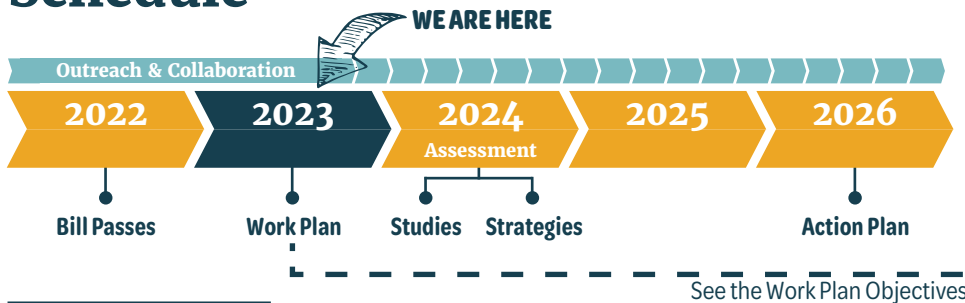 Schedule
WE ARE HERE
Outreach & Collaboration
2022 2023 2024 2025 2026
Assessment
Bill Passes Work Plan Studies Strategies Action Plan
See the Work Plan Objectives